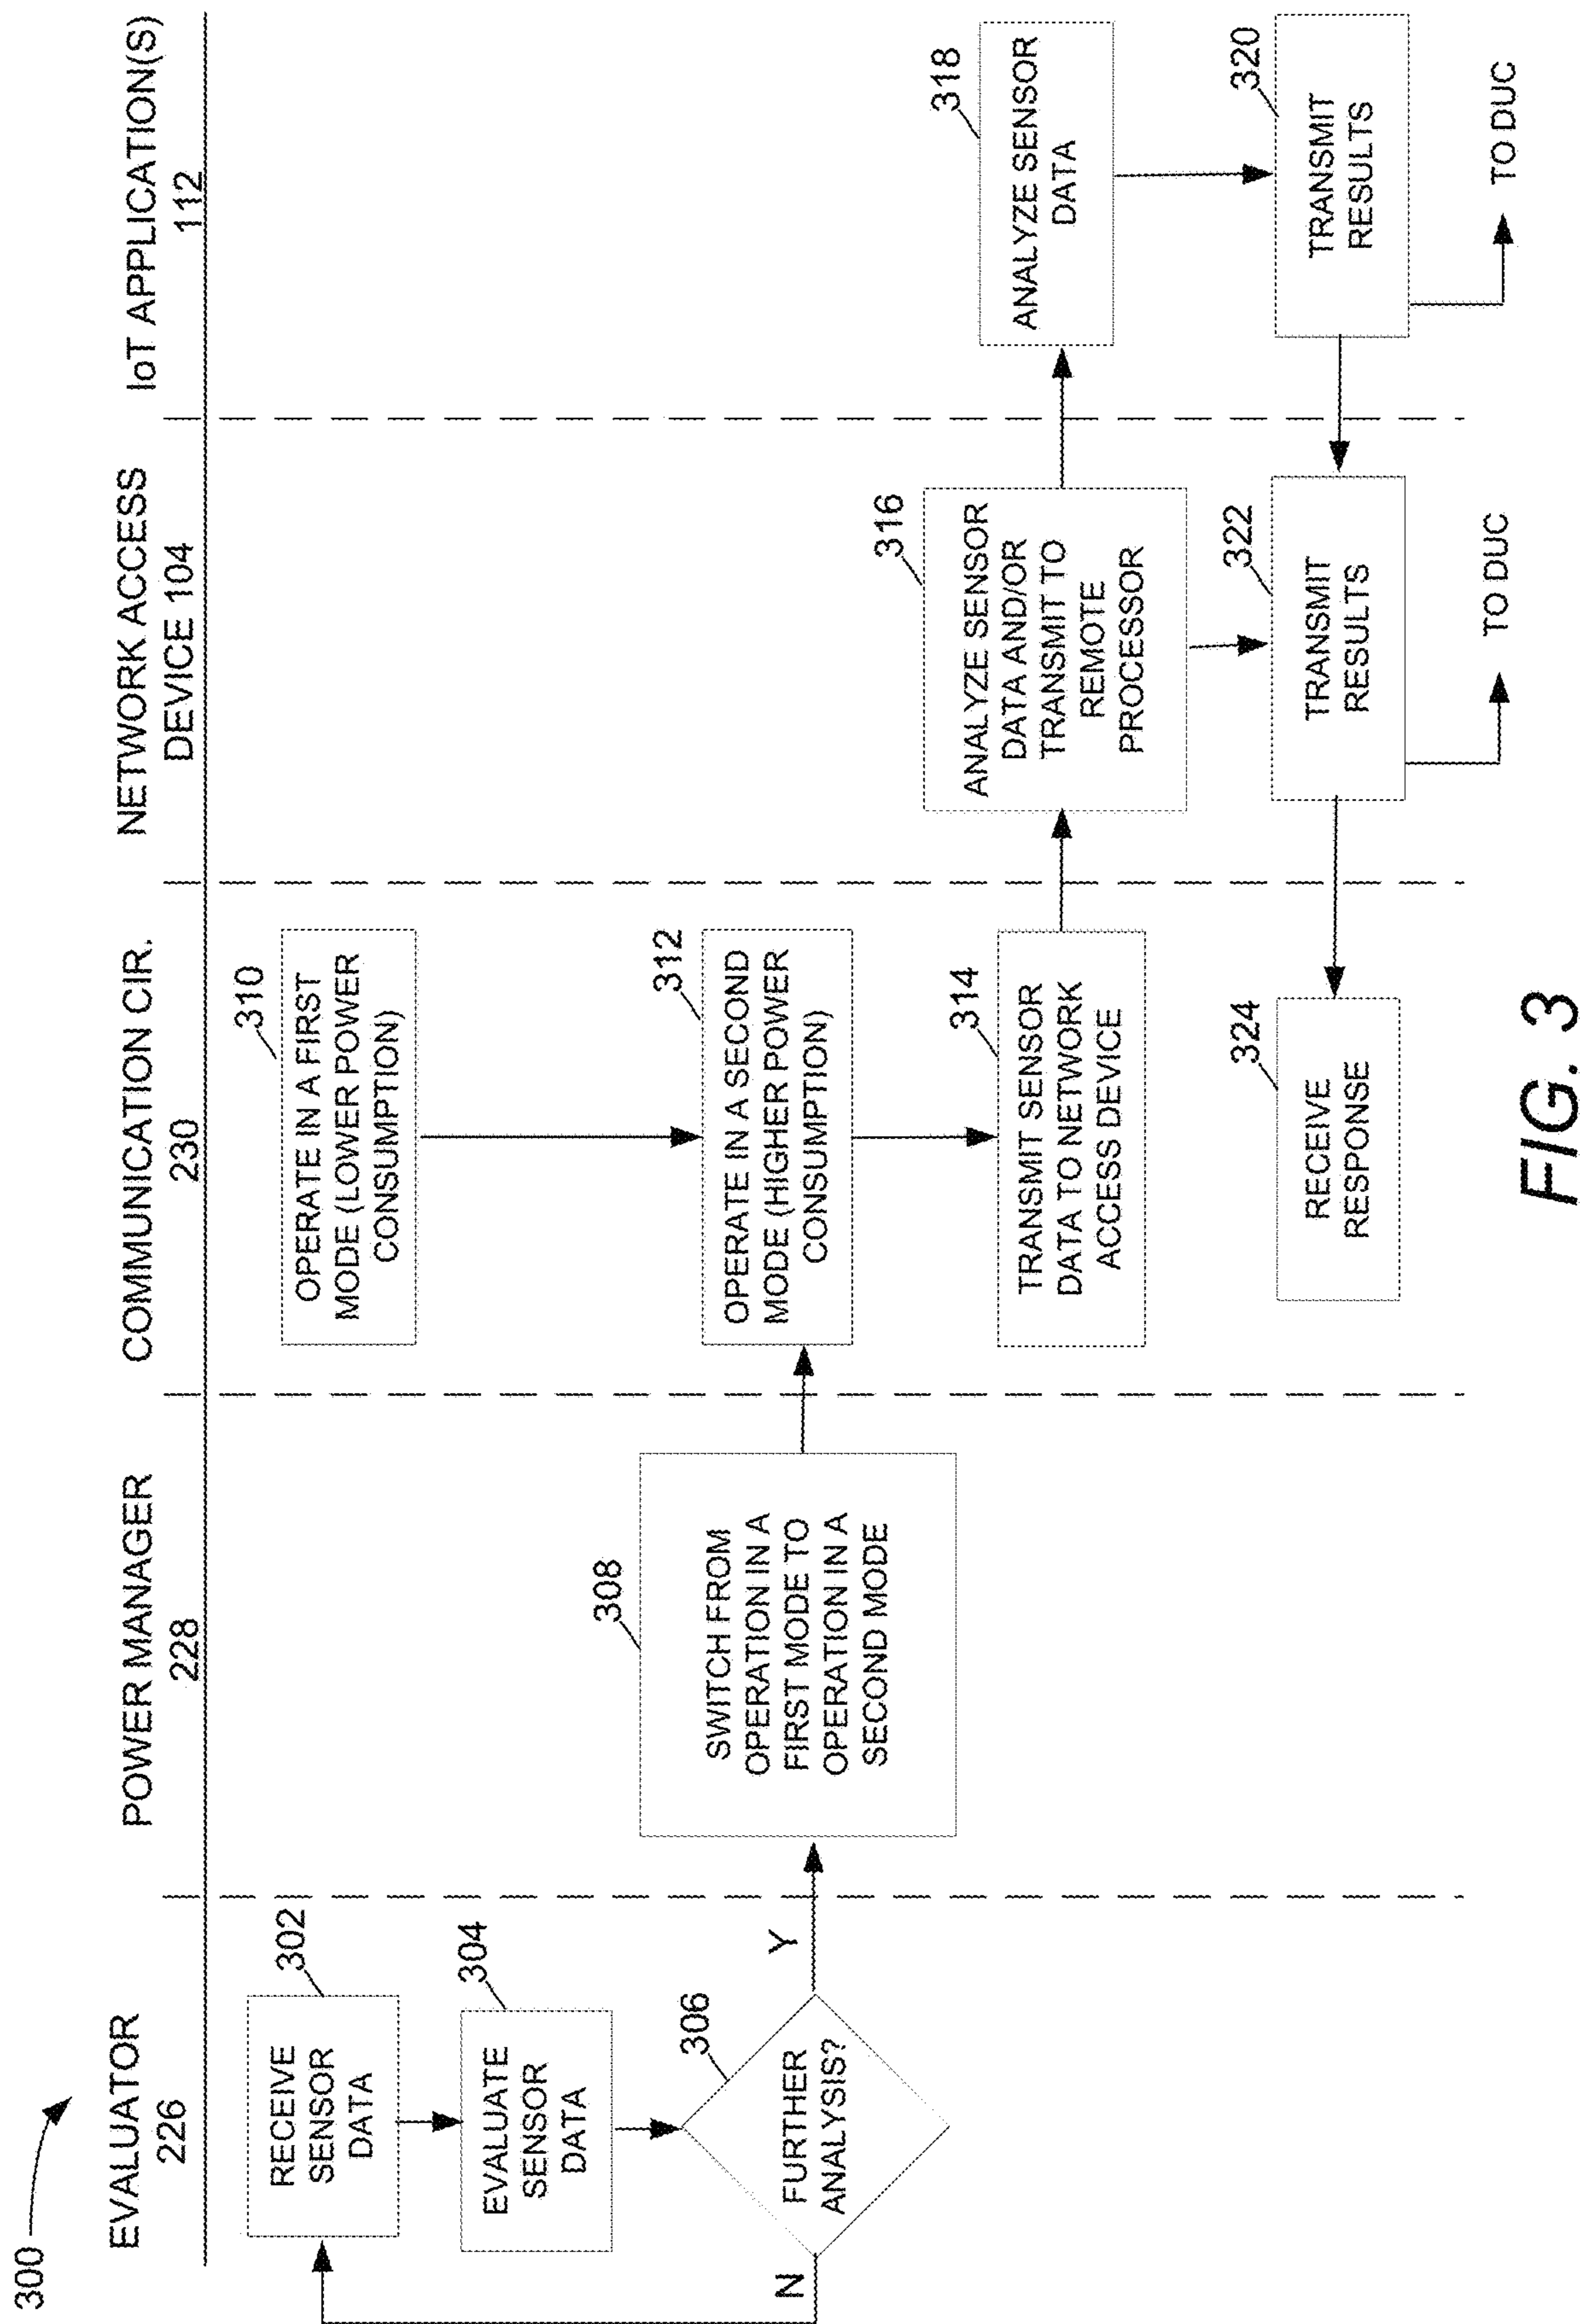 300
EVALUATOR
226
POWER MANAGER
228
COMMUNICATION CIR.
230
NETWORK ACCESS
DEVICE 104
IoT APPLICATION(S)
112
302
RECEIVE
SENSOR
DATA
304
EVALUATE
SENSOR
DATA
306
FURTHER
ANALYSIS?
N
Y
308
SWITCH FROM
OPERATION IN A
FIRST MODE TO
OPERATION IN A
SECOND MODE
310
OPERATE IN A FIRST
MODE (LOWER POWER
CONSUMPTION)
312
OPERATE IN A SECOND
MODE (HIGHER POWER
CONSUMPTION)
314
TRANSMIT SENSOR
DATA TO NETWORK
ACCESS DEVICE
316
ANALYZE SENSOR
DATA AND/OR
TRANSMIT TO
REMOTE
PROCESSOR
318
ANALYZE SENSOR
DATA
320
TRANSMIT
RESULTS
TO DUC
322
TRANSMIT
RESULTS
TO DUC
324
RECEIVE
RESPONSE
FIG. 3